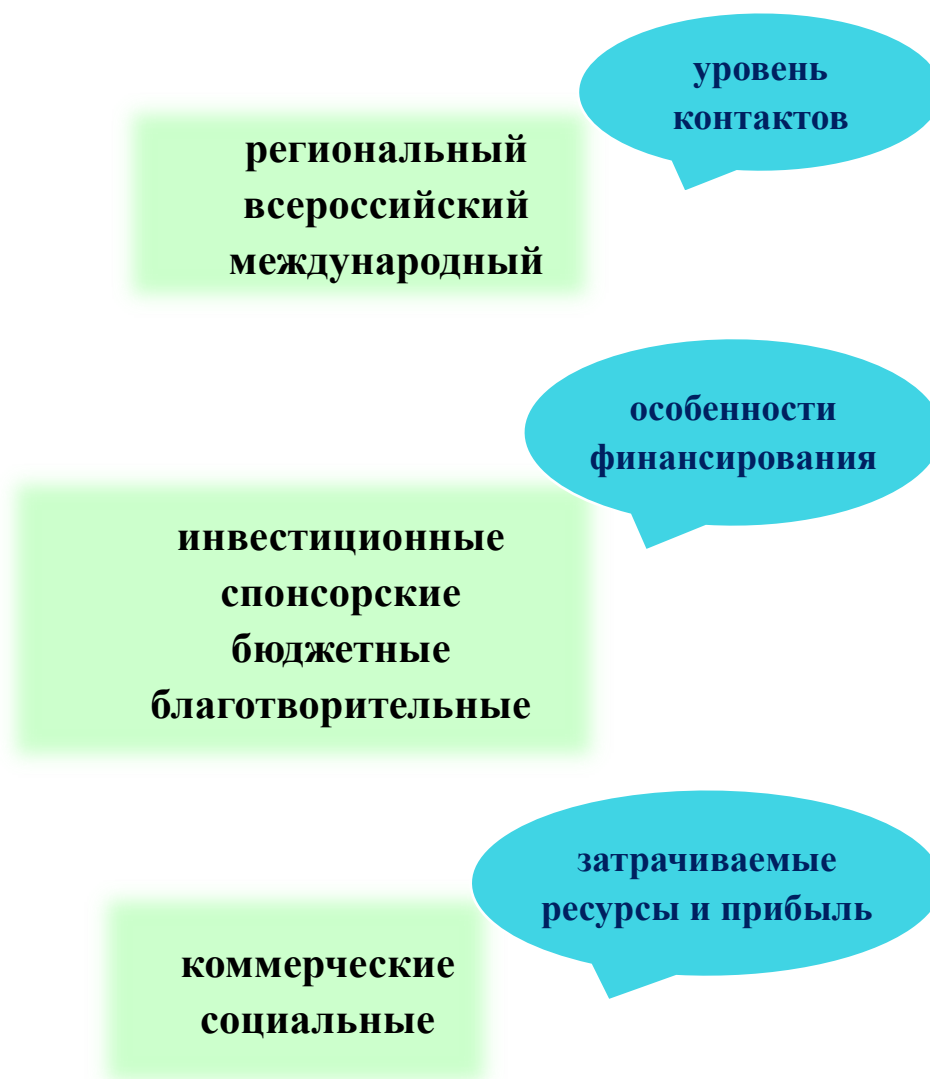 уровень
контактов
региональный
всероссийский
международный
особенности
финансирования
инвестиционные
спонсорские
бюджетные
благотворительные
затрачиваемые
ресурсы и прибыль
коммерческие
социальные